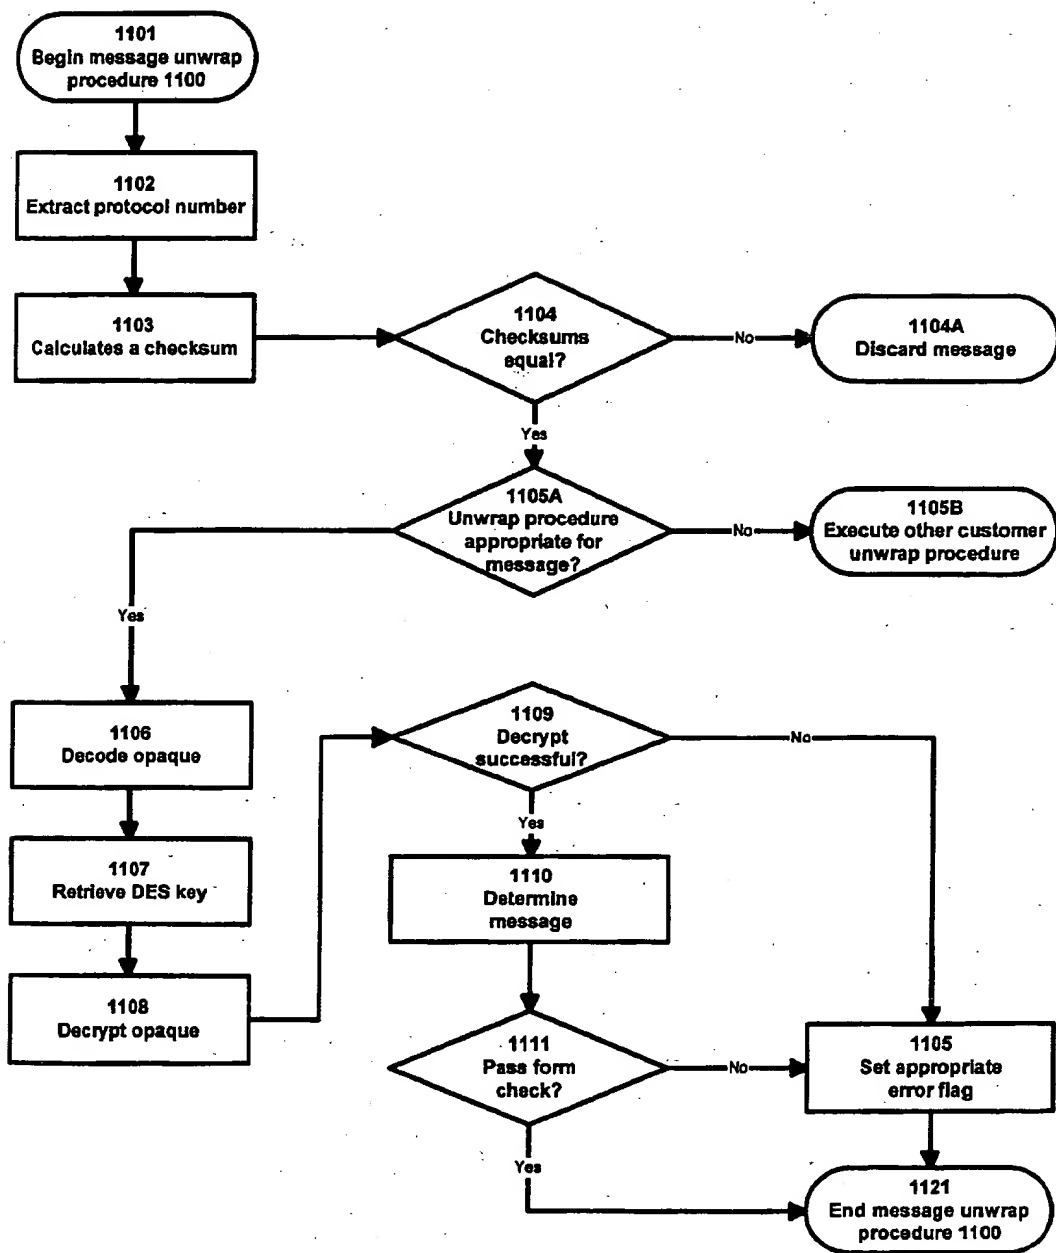 1101
Begin message unwrap
procedure 1100
1102
Extract protocol number
1103
Calculates a checksum
1104
Checksums
equal?
No
1104A
Discard message
Yes
1105A
Unwrap procedure
appropriate for
message?
No
1105B
Execute other customer
unwrap procedure
Yes
1106
Decode opaque
1107
Retrieve DES key
1108
Decrypt opaque
1109
Decrypt
successful?
No
Yes
1110
Determine
message
1111
Pass form
check?
No
1105
Set appropriate
error flag
Yes
1121
End message unwrap
procedure 1100